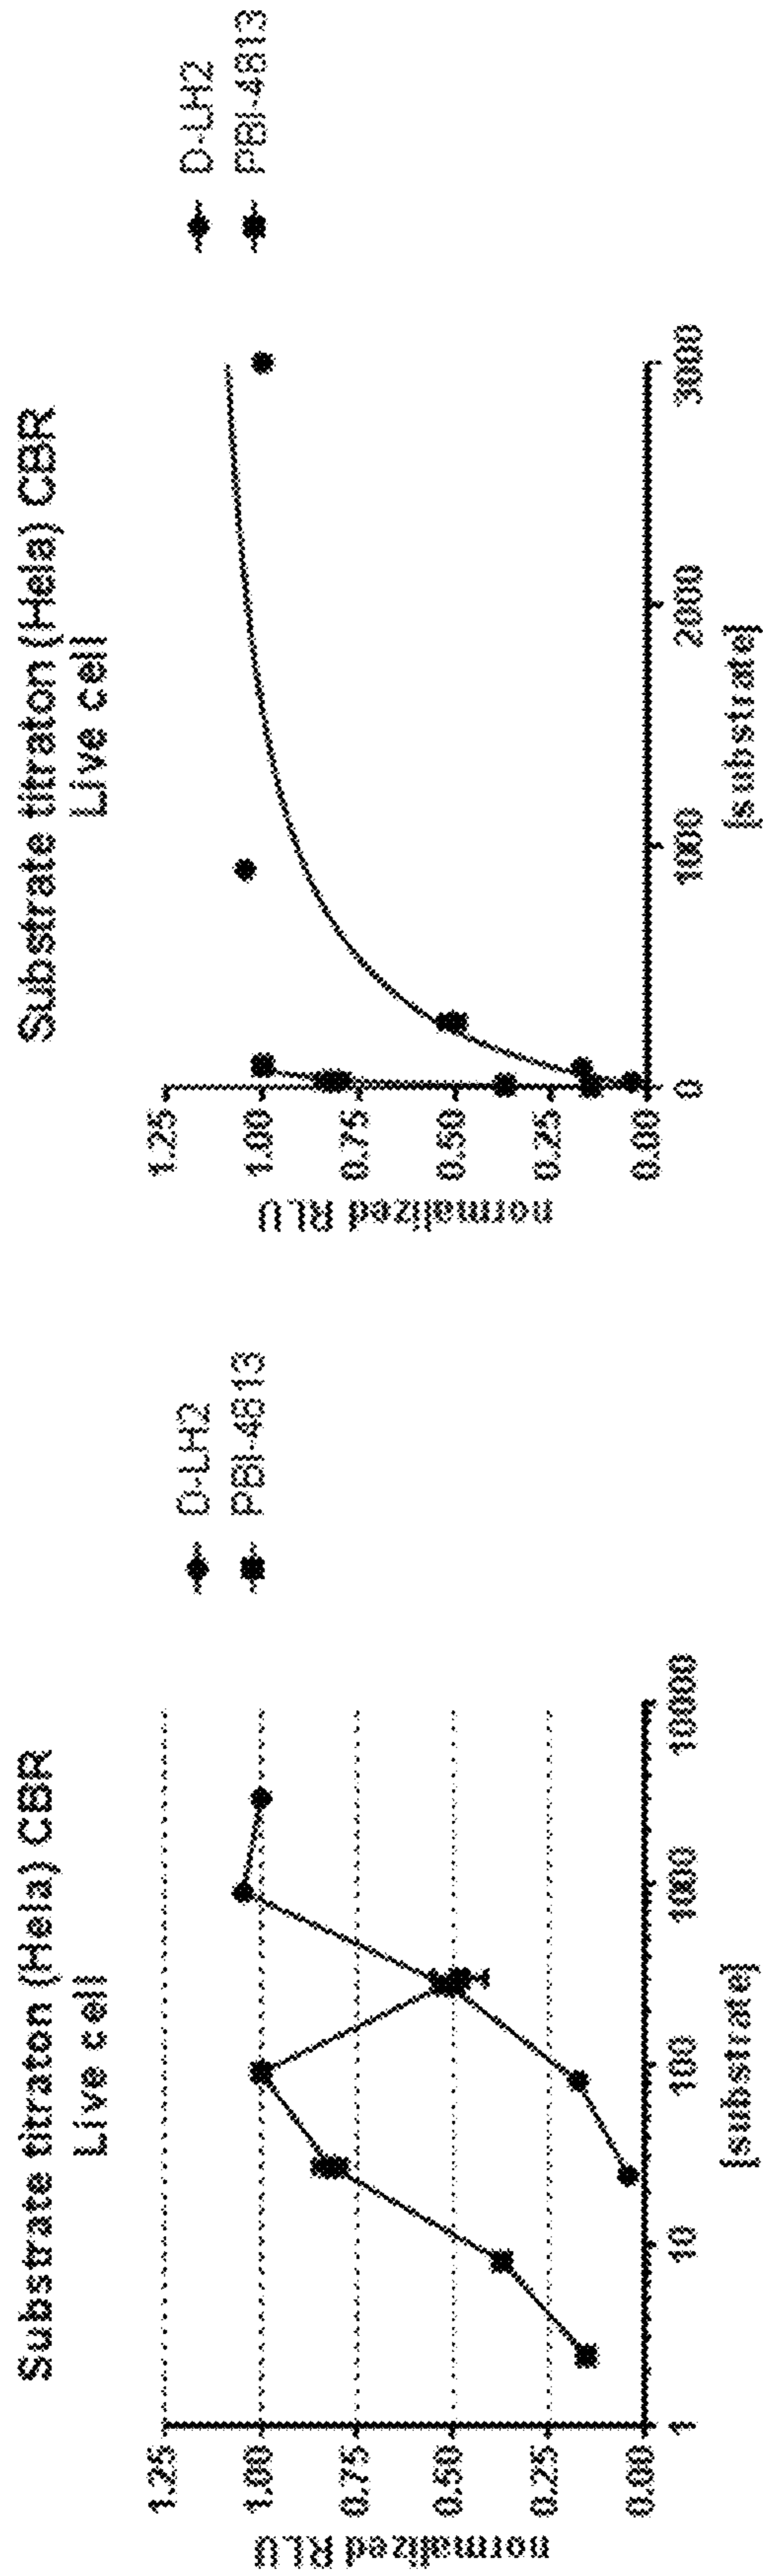 Substrate titraton (Hela) CBR
Live cell
normalized RLU
1.25
1.00
0.75
0.50
0.25
0.00
1
10
100
1000
10000
[substrate]
D-LH2
PBI-4813
Substrate titraton (Hela) CBR
Live cell
normalized RLU
1.25
1.00
0.75
0.50
0.25
0.00
0
1000
2000
3000
[substrate]
D-LH2
PBI-4813